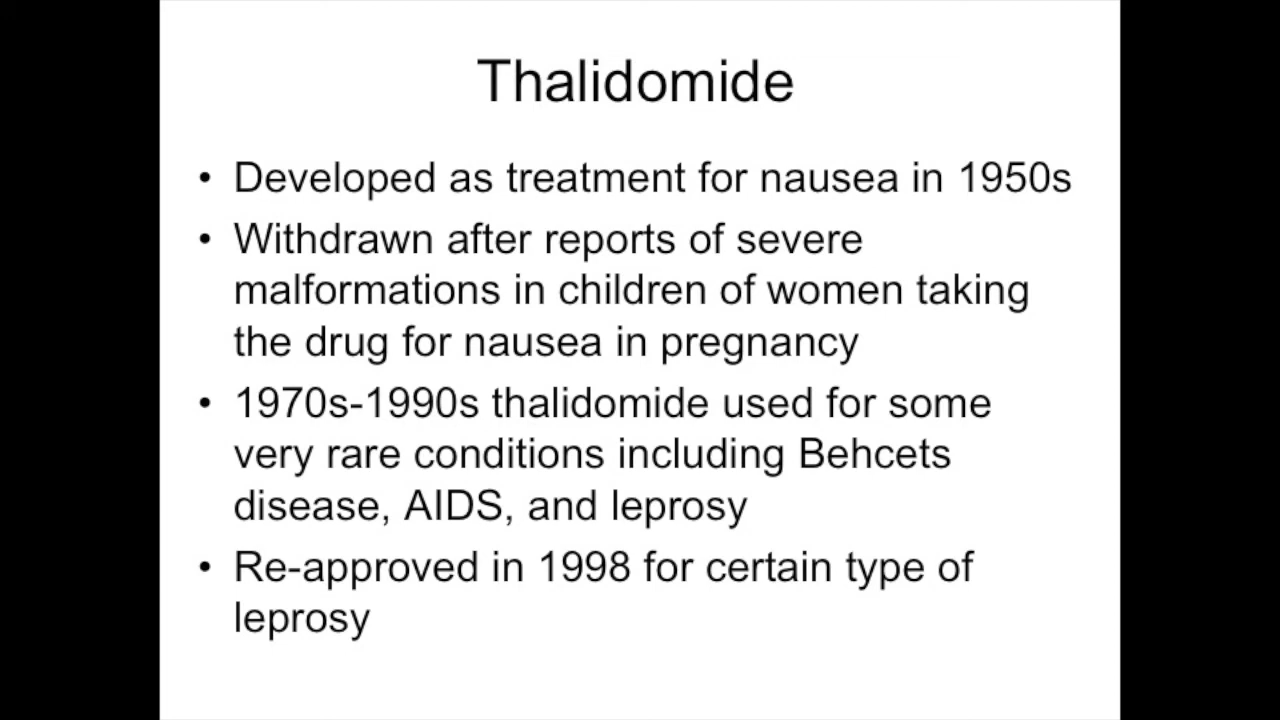 Thalidomide
• Developed as treatment for nausea in 1950s
• Withdrawn after reports of severe
malformations in children of women taking
the drug for nausea in pregnancy
• 1970s-1990s thalidomide used for some
very rare conditions including Behcets
disease, AIDS, and leprosy
• Re-approved in 1998 for certain type of
leprosy